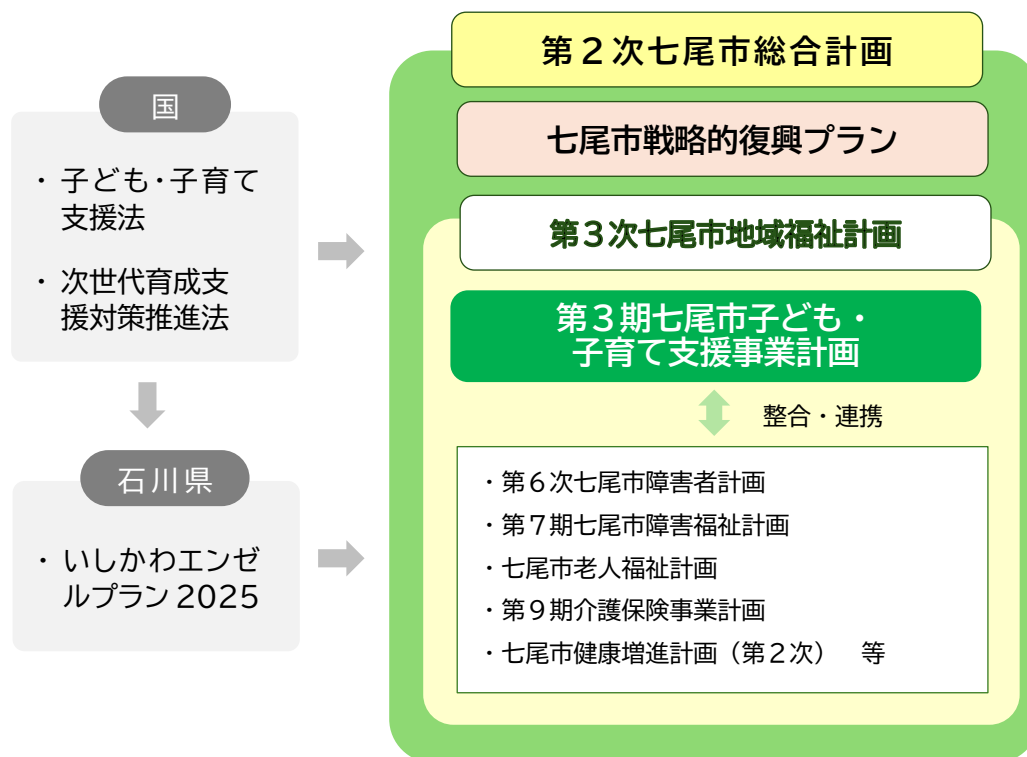 国
・ 子ども・子育て
支援法
・ 次世代育成支
援対策推進法
石川県
・ いしかわエンゼ
ルプラン 2025
第２次七尾市総合計画
七尾市戦略的復興プラン
第３次七尾市地域福祉計画
第３期七尾市子ども・
子育て支援事業計画
整合・連携
・第６次七尾市障害者計画
・第７期七尾市障害福祉計画
・七尾市老人福祉計画
・第９期介護保険事業計画
・七尾市健康増進計画（第２次）　等